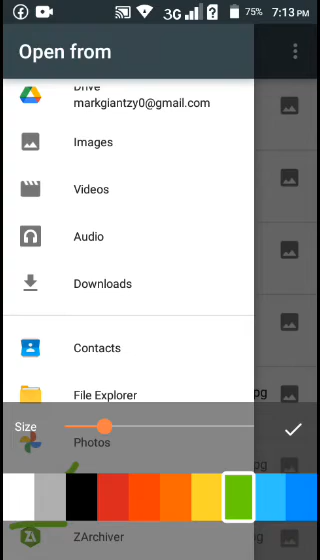 3G 75% 7:13 PM
Open from
Drive
markgiantzy0@gmail.com
Images
Videos
Audio
Downloads
Contacts
File Explorer
pg
Size
Photos
pg
ZArchiver